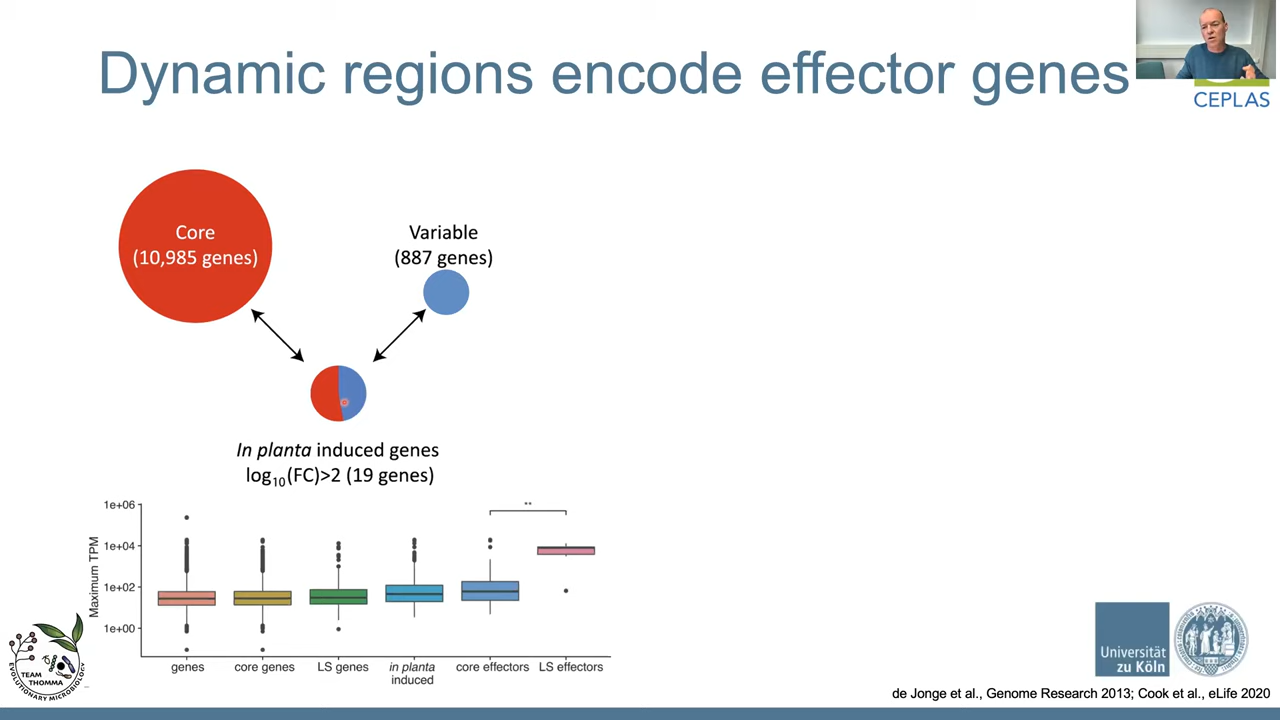 Dynamic regions encode effector genes
CEPLAS
Core
(10,985 genes)
Variable
(887 genes)
In planta induced genes
log10(FC)>2 (19 genes)
Maximum TPM
1e+06
1e+04
1e+02
1e+00
**
genes
core genes
LS genes
in planta
induced
core effectors
LS effectors
TEAM
THOMMA
EVOLUTIONARY MICROBIOLOGY
Universität
zu Köln
de Jonge et al., Genome Research 2013; Cook et al., eLife 2020